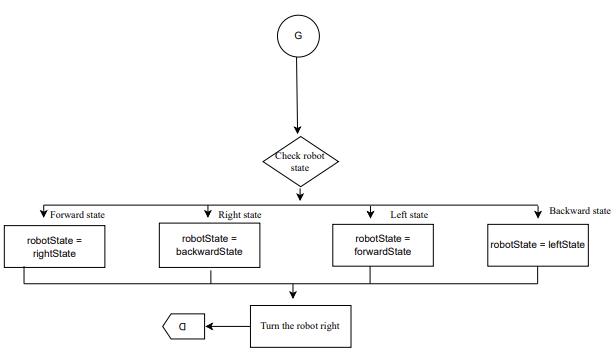 G
Check robot
state
Forward state
Right state
Left state
Backward state
robotState =
rightState
robotState =
backwardState
robotState =
forwardState
robotState = leftState
D
Turn the robot right